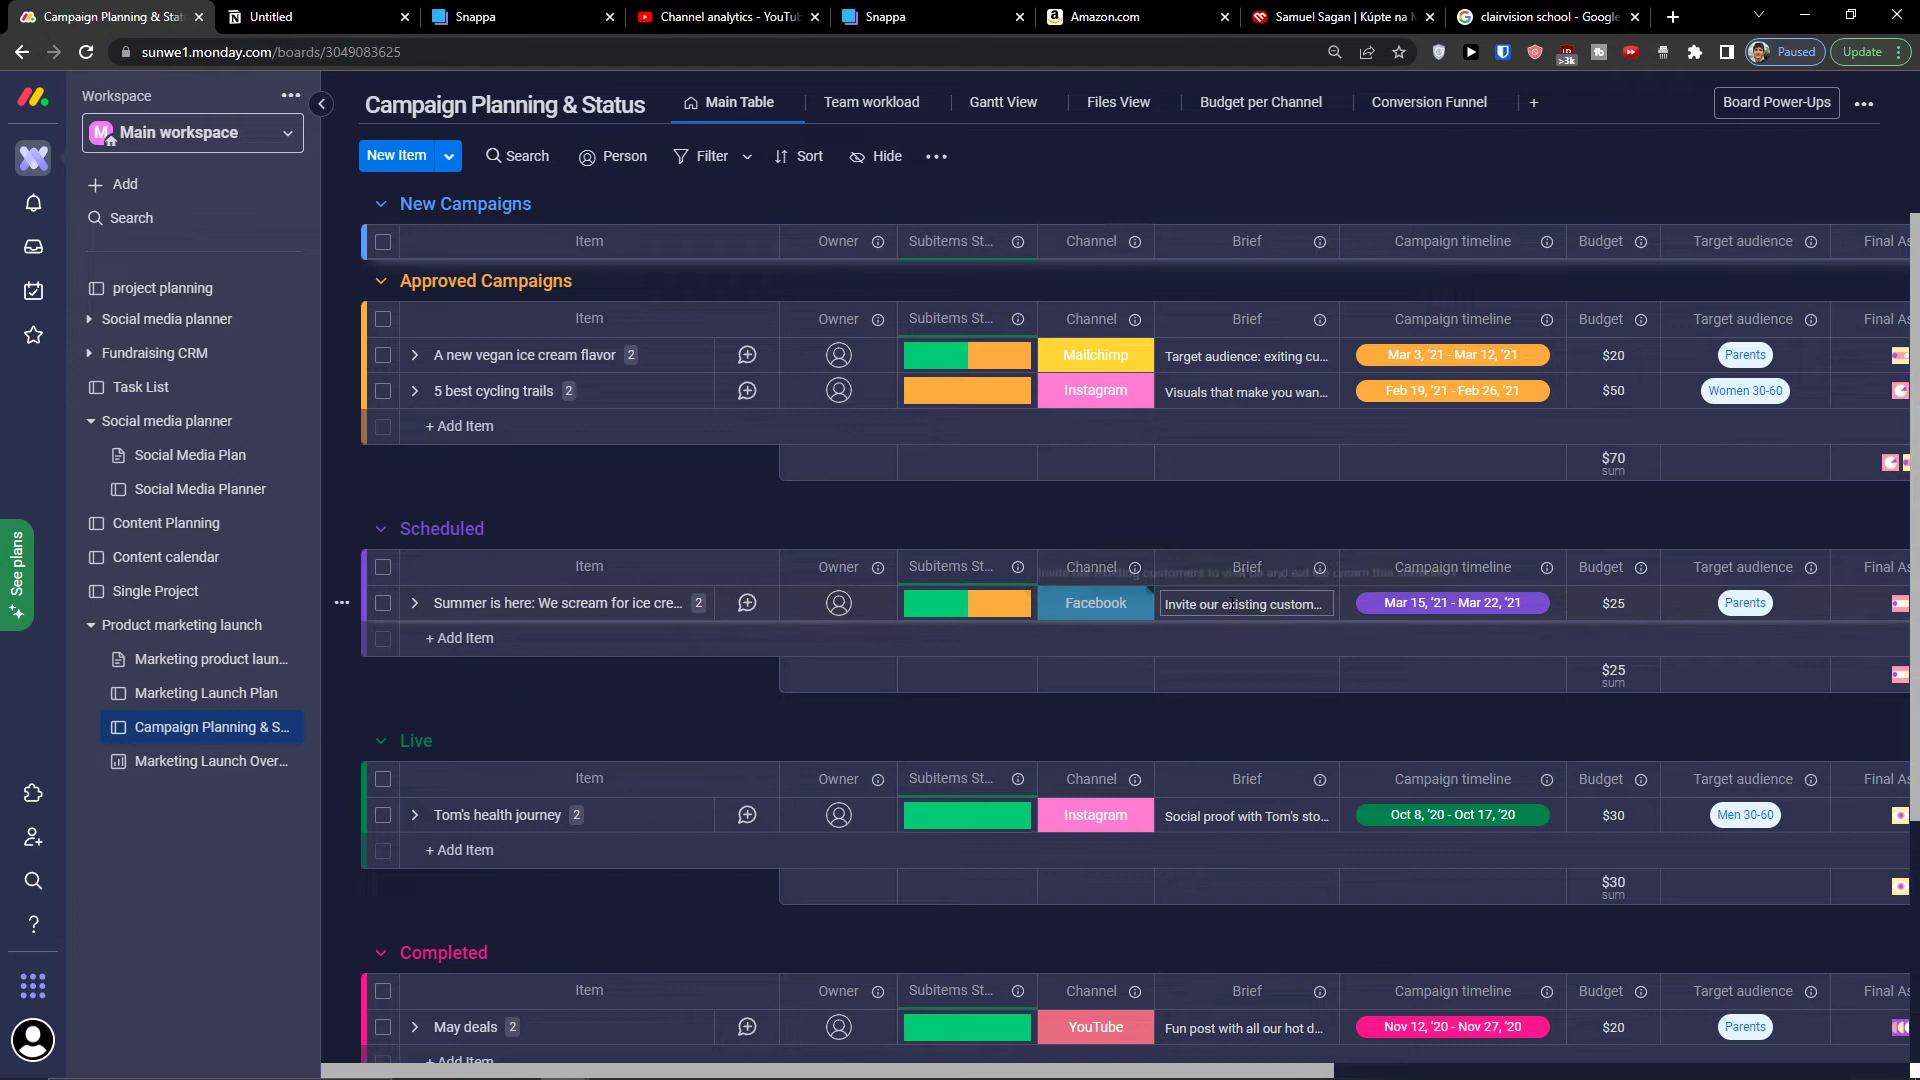 Campaign Planning & Stat
Untitled
Snappa
Channel analytics - YouTub
Snappa
Amazon.com
Samuel Sagan | Kúpte na M
clairvision school - Google
sunwe1.monday.com/boards/3049083625
>3k
Paused
Update
Workspace
M
Main workspace
Add
Search
project planning
Social media planner
Fundraising CRM
Task List
Social media planner
Social Media Plan
Social Media Planner
Content Planning
Content calendar
Single Project
Product marketing launch
Marketing product laun...
Marketing Launch Plan
Campaign Planning & S...
Marketing Launch Over...
See plans
Campaign Planning & Status
Main Table
Team workload
Gantt View
Files View
Budget per Channel
Conversion Funnel
+
Board Power-Ups
New Item
Search
Person
Filter
Sort
Hide
New Campaigns
Item Owner Subitems St... Channel Brief Campaign timeline Budget Target audience Final As
Approved Campaigns
Item Owner Subitems St... Channel Brief Campaign timeline Budget Target audience Final As
A new vegan ice cream flavor 2 Mailchimp Target audience: exiting cu... Mar 3, '21 - Mar 12, '21 $20 Parents
5 best cycling trails 2 Instagram Visuals that make you wan... Feb 19, '21 - Feb 26, '21 $50 Women 30-60
+ Add Item
$70
sum
Scheduled
Item Owner Subitems St... Channel Brief Campaign timeline Budget Target audience Final As
Summer is here: We scream for ice cre... 2 Facebook Invite our existing custom... Mar 15, '21 - Mar 22, '21 $25 Parents
+ Add Item
$25
sum
Live
Item Owner Subitems St... Channel Brief Campaign timeline Budget Target audience Final As
Tom's health journey 2 Instagram Social proof with Tom's sto... Oct 8, '20 - Oct 17, '20 $30 Men 30-60
+ Add Item
$30
sum
Completed
Item Owner Subitems St... Channel Brief Campaign timeline Budget Target audience Final As
May deals 2 YouTube Fun post with all our hot d... Nov 12, '20 - Nov 27, '20 $20 Parents
+ Add Item